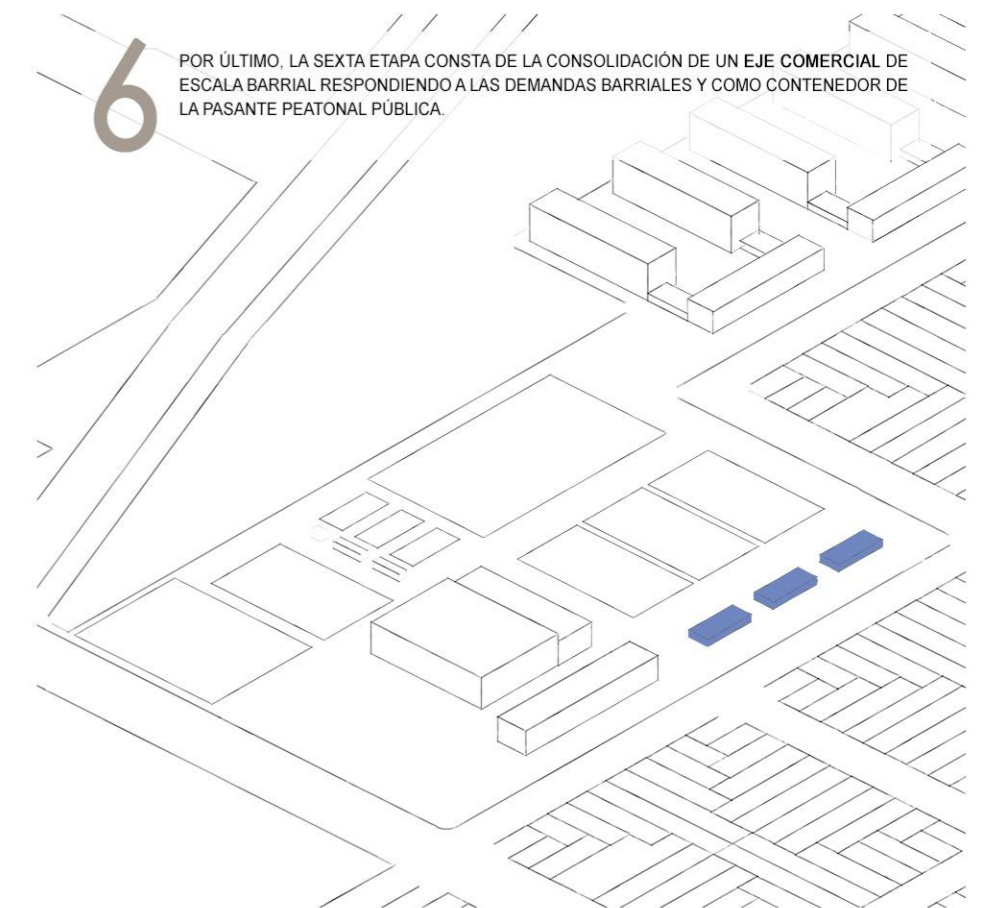 6
POR ÚLTIMO, LA SEXTA ETAPA CONSTA DE LA CONSOLIDACIÓN DE UN EJE COMERCIAL DE
ESCALA BARRIAL RESPONDIENDO A LAS DEMANDAS BARRIALES Y COMO CONTENEDOR DE
LA PASANTE PEATONAL PÚBLICA.